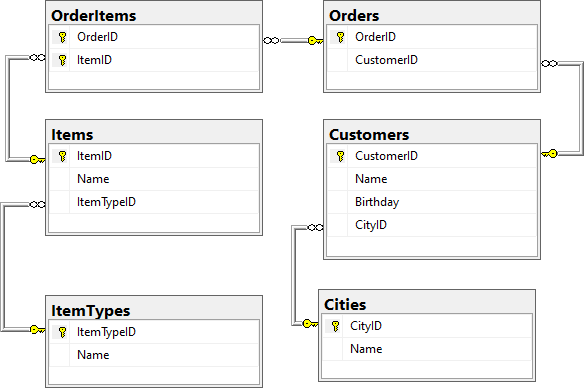 OrderItems
OrderID
ItemID
Orders
OrderID
CustomerID
Items
ItemID
Name
ItemTypeID
Customers
CustomerID
Name
Birthday
CityID
ItemTypes
ItemTypeID
Name
Cities
CityID
Name